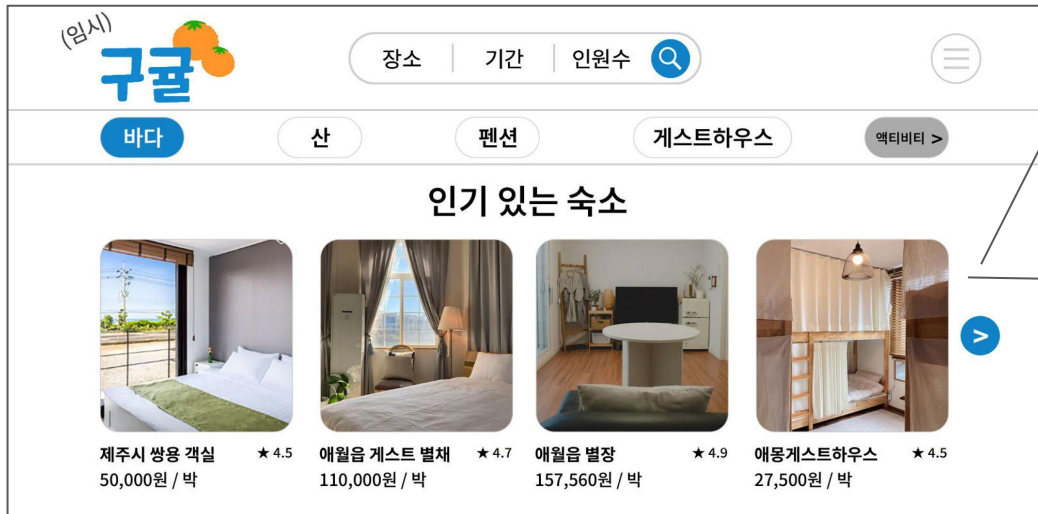 (임시)
구귤
장소 기간 인원수
바다 산 펜션 게스트하우스 액티비티 >
인기 있는 숙소
>
제주시 쌍용 객실 ★ 4.5 애월읍 게스트 별채 ★ 4.7 애월읍 별장 ★ 4.9 애몽게스트하우스 ★ 4.5
50,000원 / 박 110,000원 / 박 157,560원 / 박 27,500원 / 박